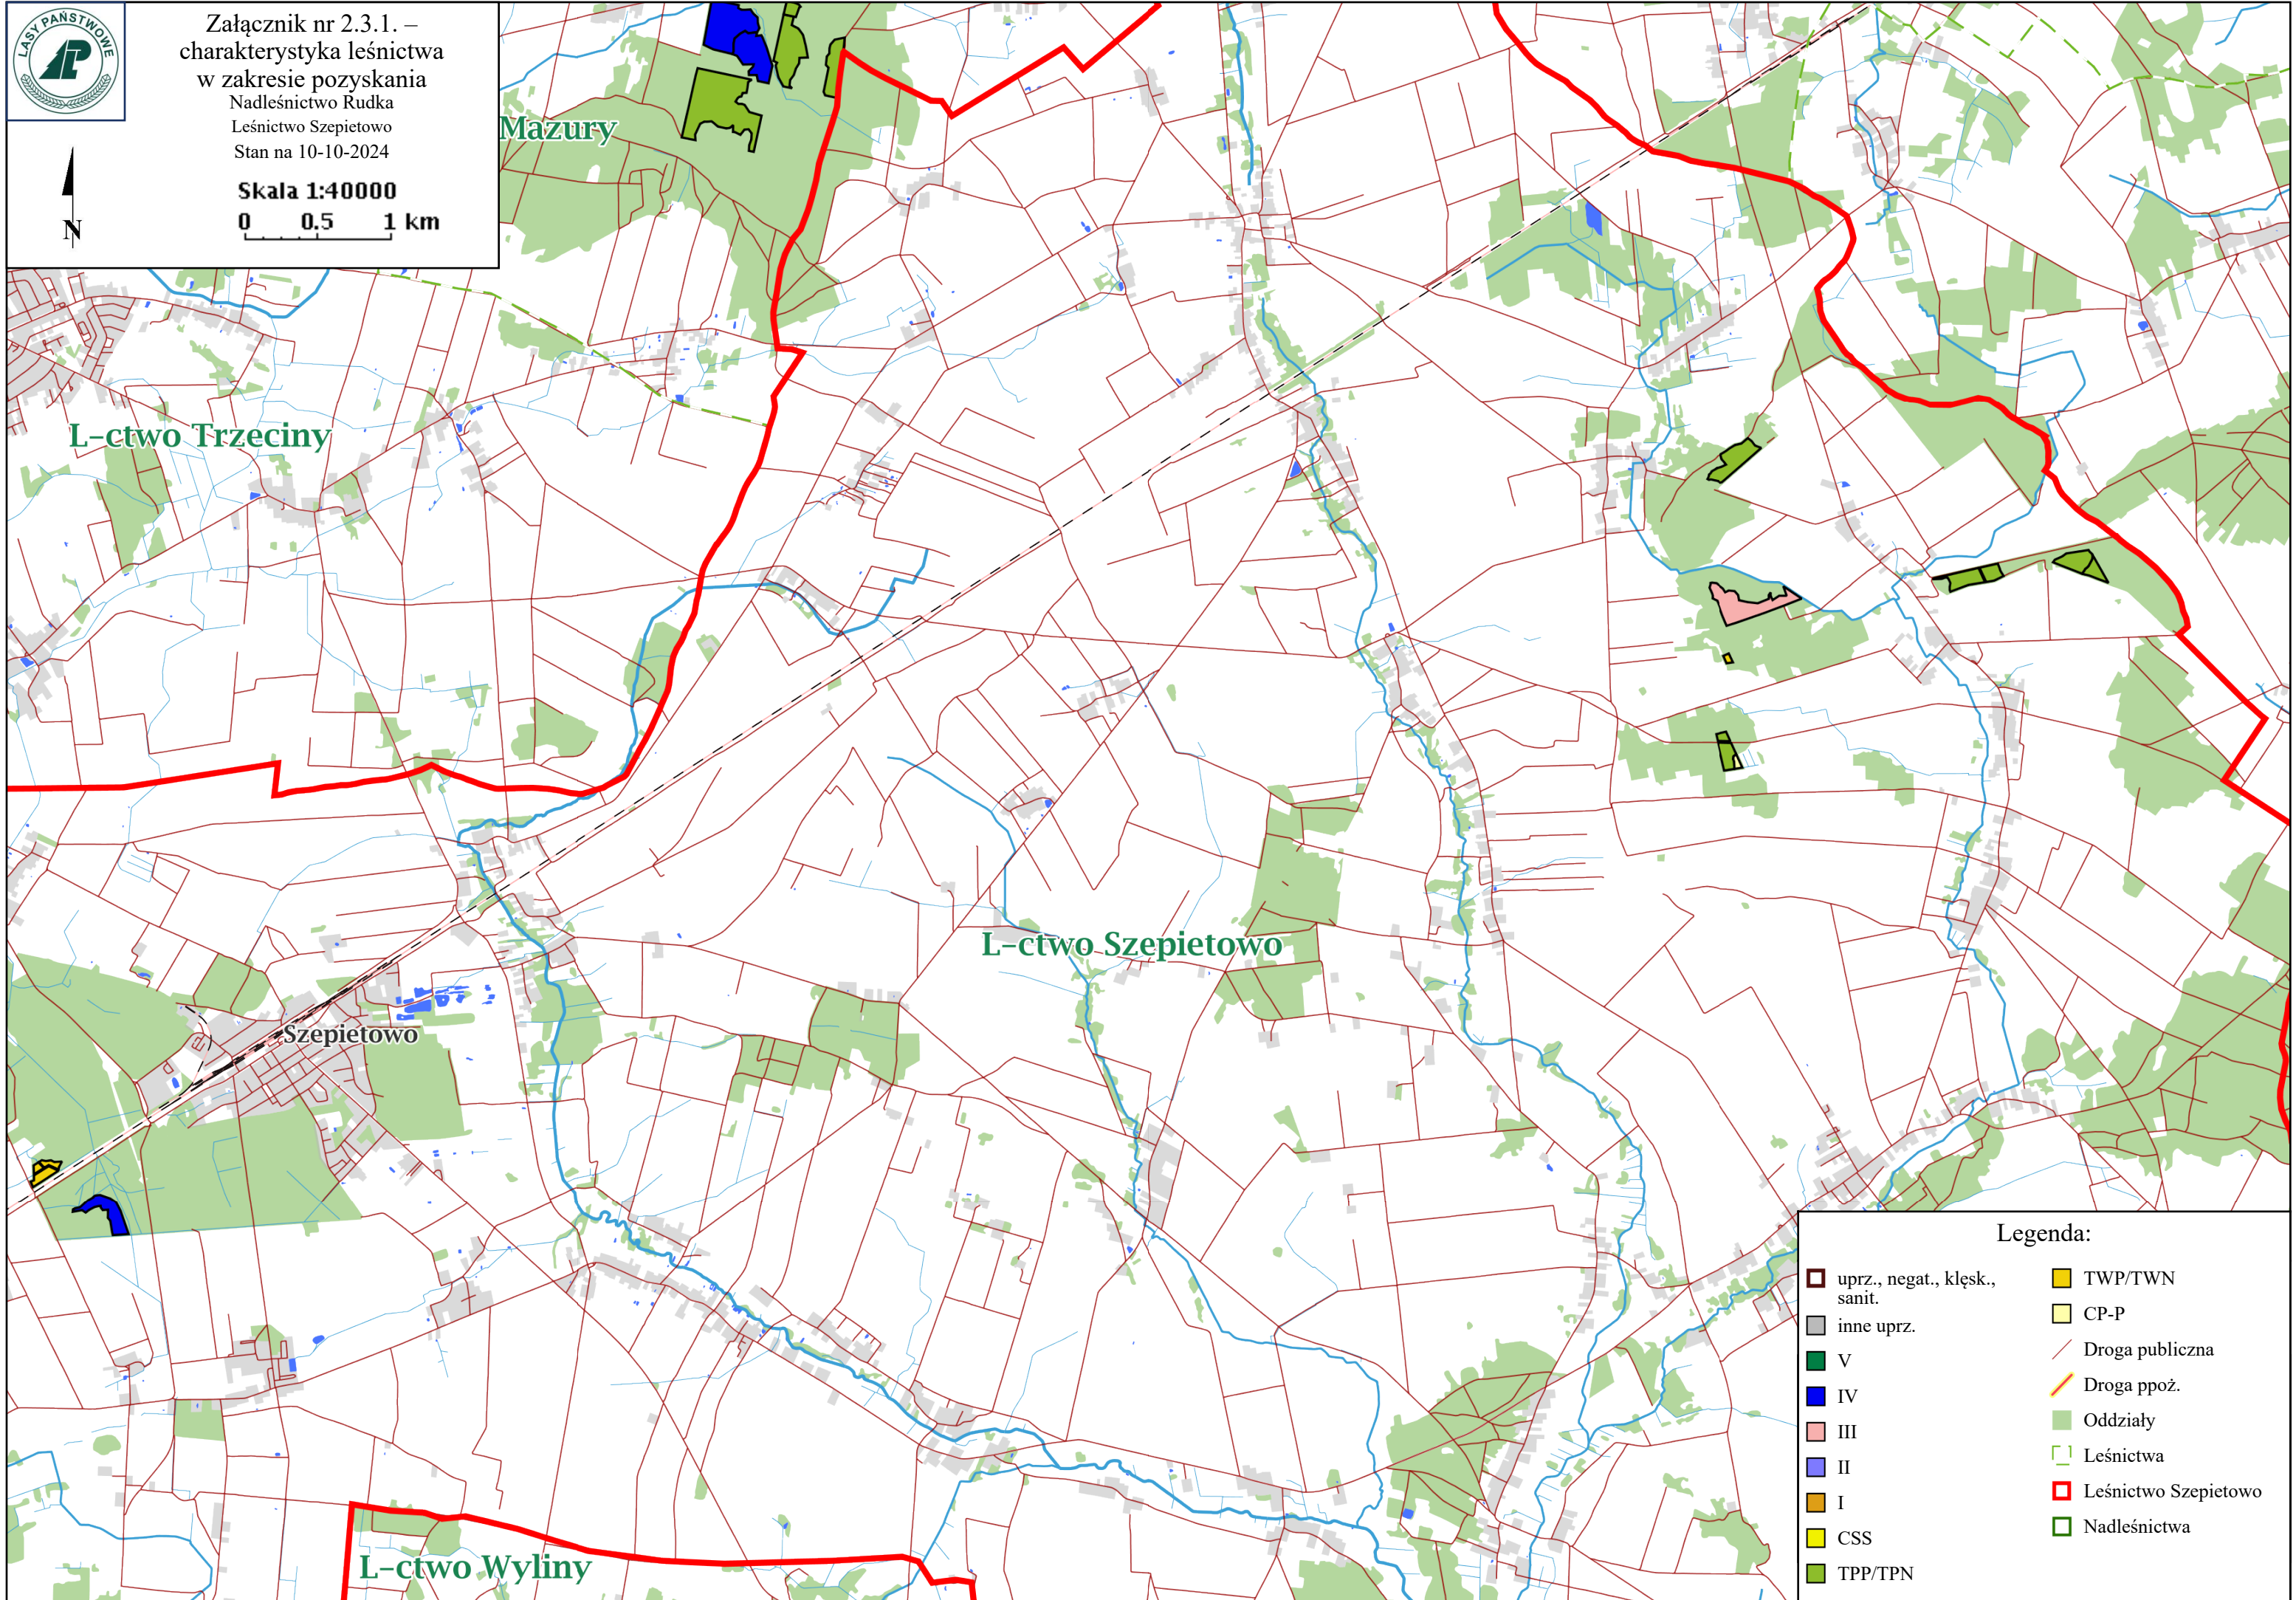 LASY PAŃSTWOWE
Załącznik nr 2.3.1. –
charakterystyka leśnictwa
w zakresie pozyskania
Nadleśnictwo Rudka
Leśnictwo Szepietowo
Stan na 10-10-2024
Skala 1:40000
0 0.5 1 km
N
Mazury
L-ctwo Trzeciny
L-ctwo Szepietowo
Szepietowo
L-ctwo Wyliny
Legenda:
uprz., negat., klęsk.,
sanit.
inne uprz.
V
IV
III
II
I
CSS
TPP/TPN
TWP/TWN
CP-P
Droga publiczna
Droga ppoż.
Oddziały
Leśnictwa
Leśnictwo Szepietowo
Nadleśnictwa